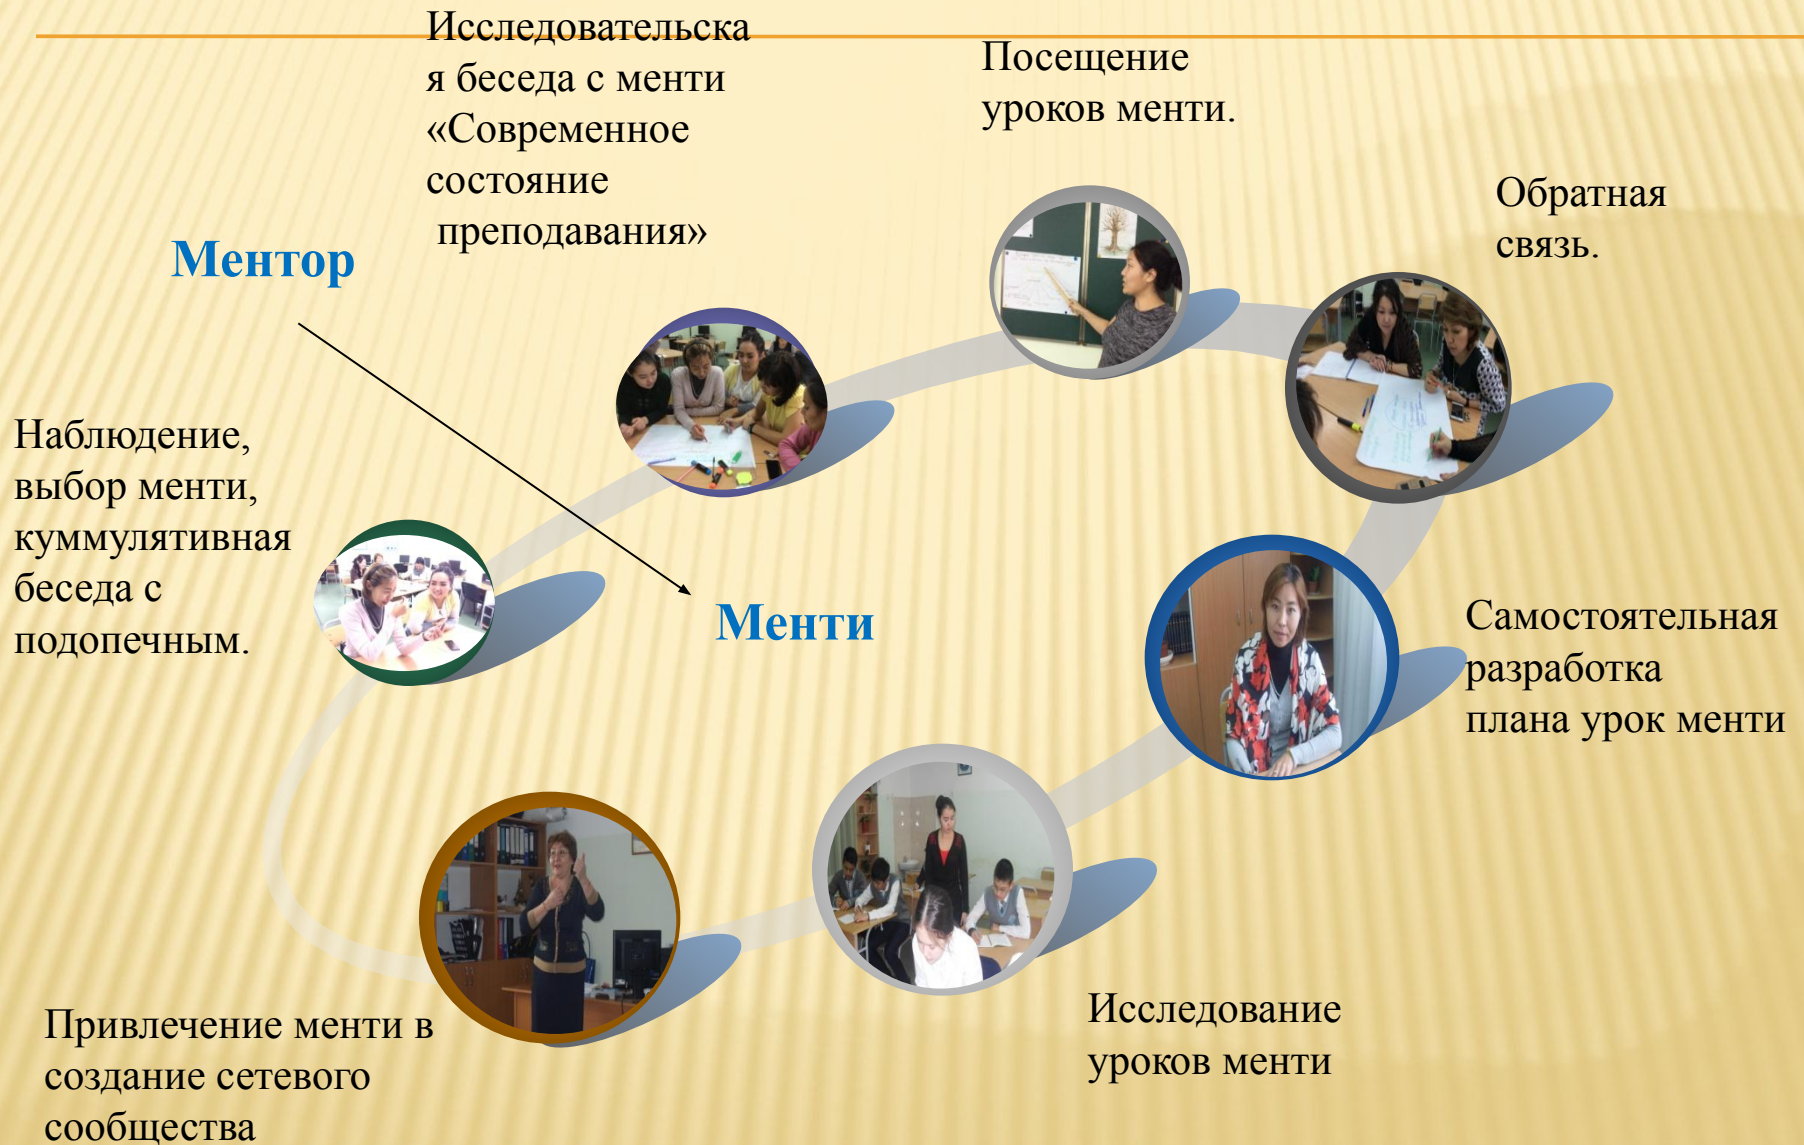 Исследовательска
я беседа с менти
«Современное
состояние
преподавания»
Посещение
уроков менти.
Обратная
связь.
Ментор
Наблюдение,
выбор менти,
куммулятивная
беседа с
подопечным.
Менти
Самостоятельная
разработка
плана урок менти
Исследование
уроков менти
Привлечение менти в
создание сетевого
сообщества